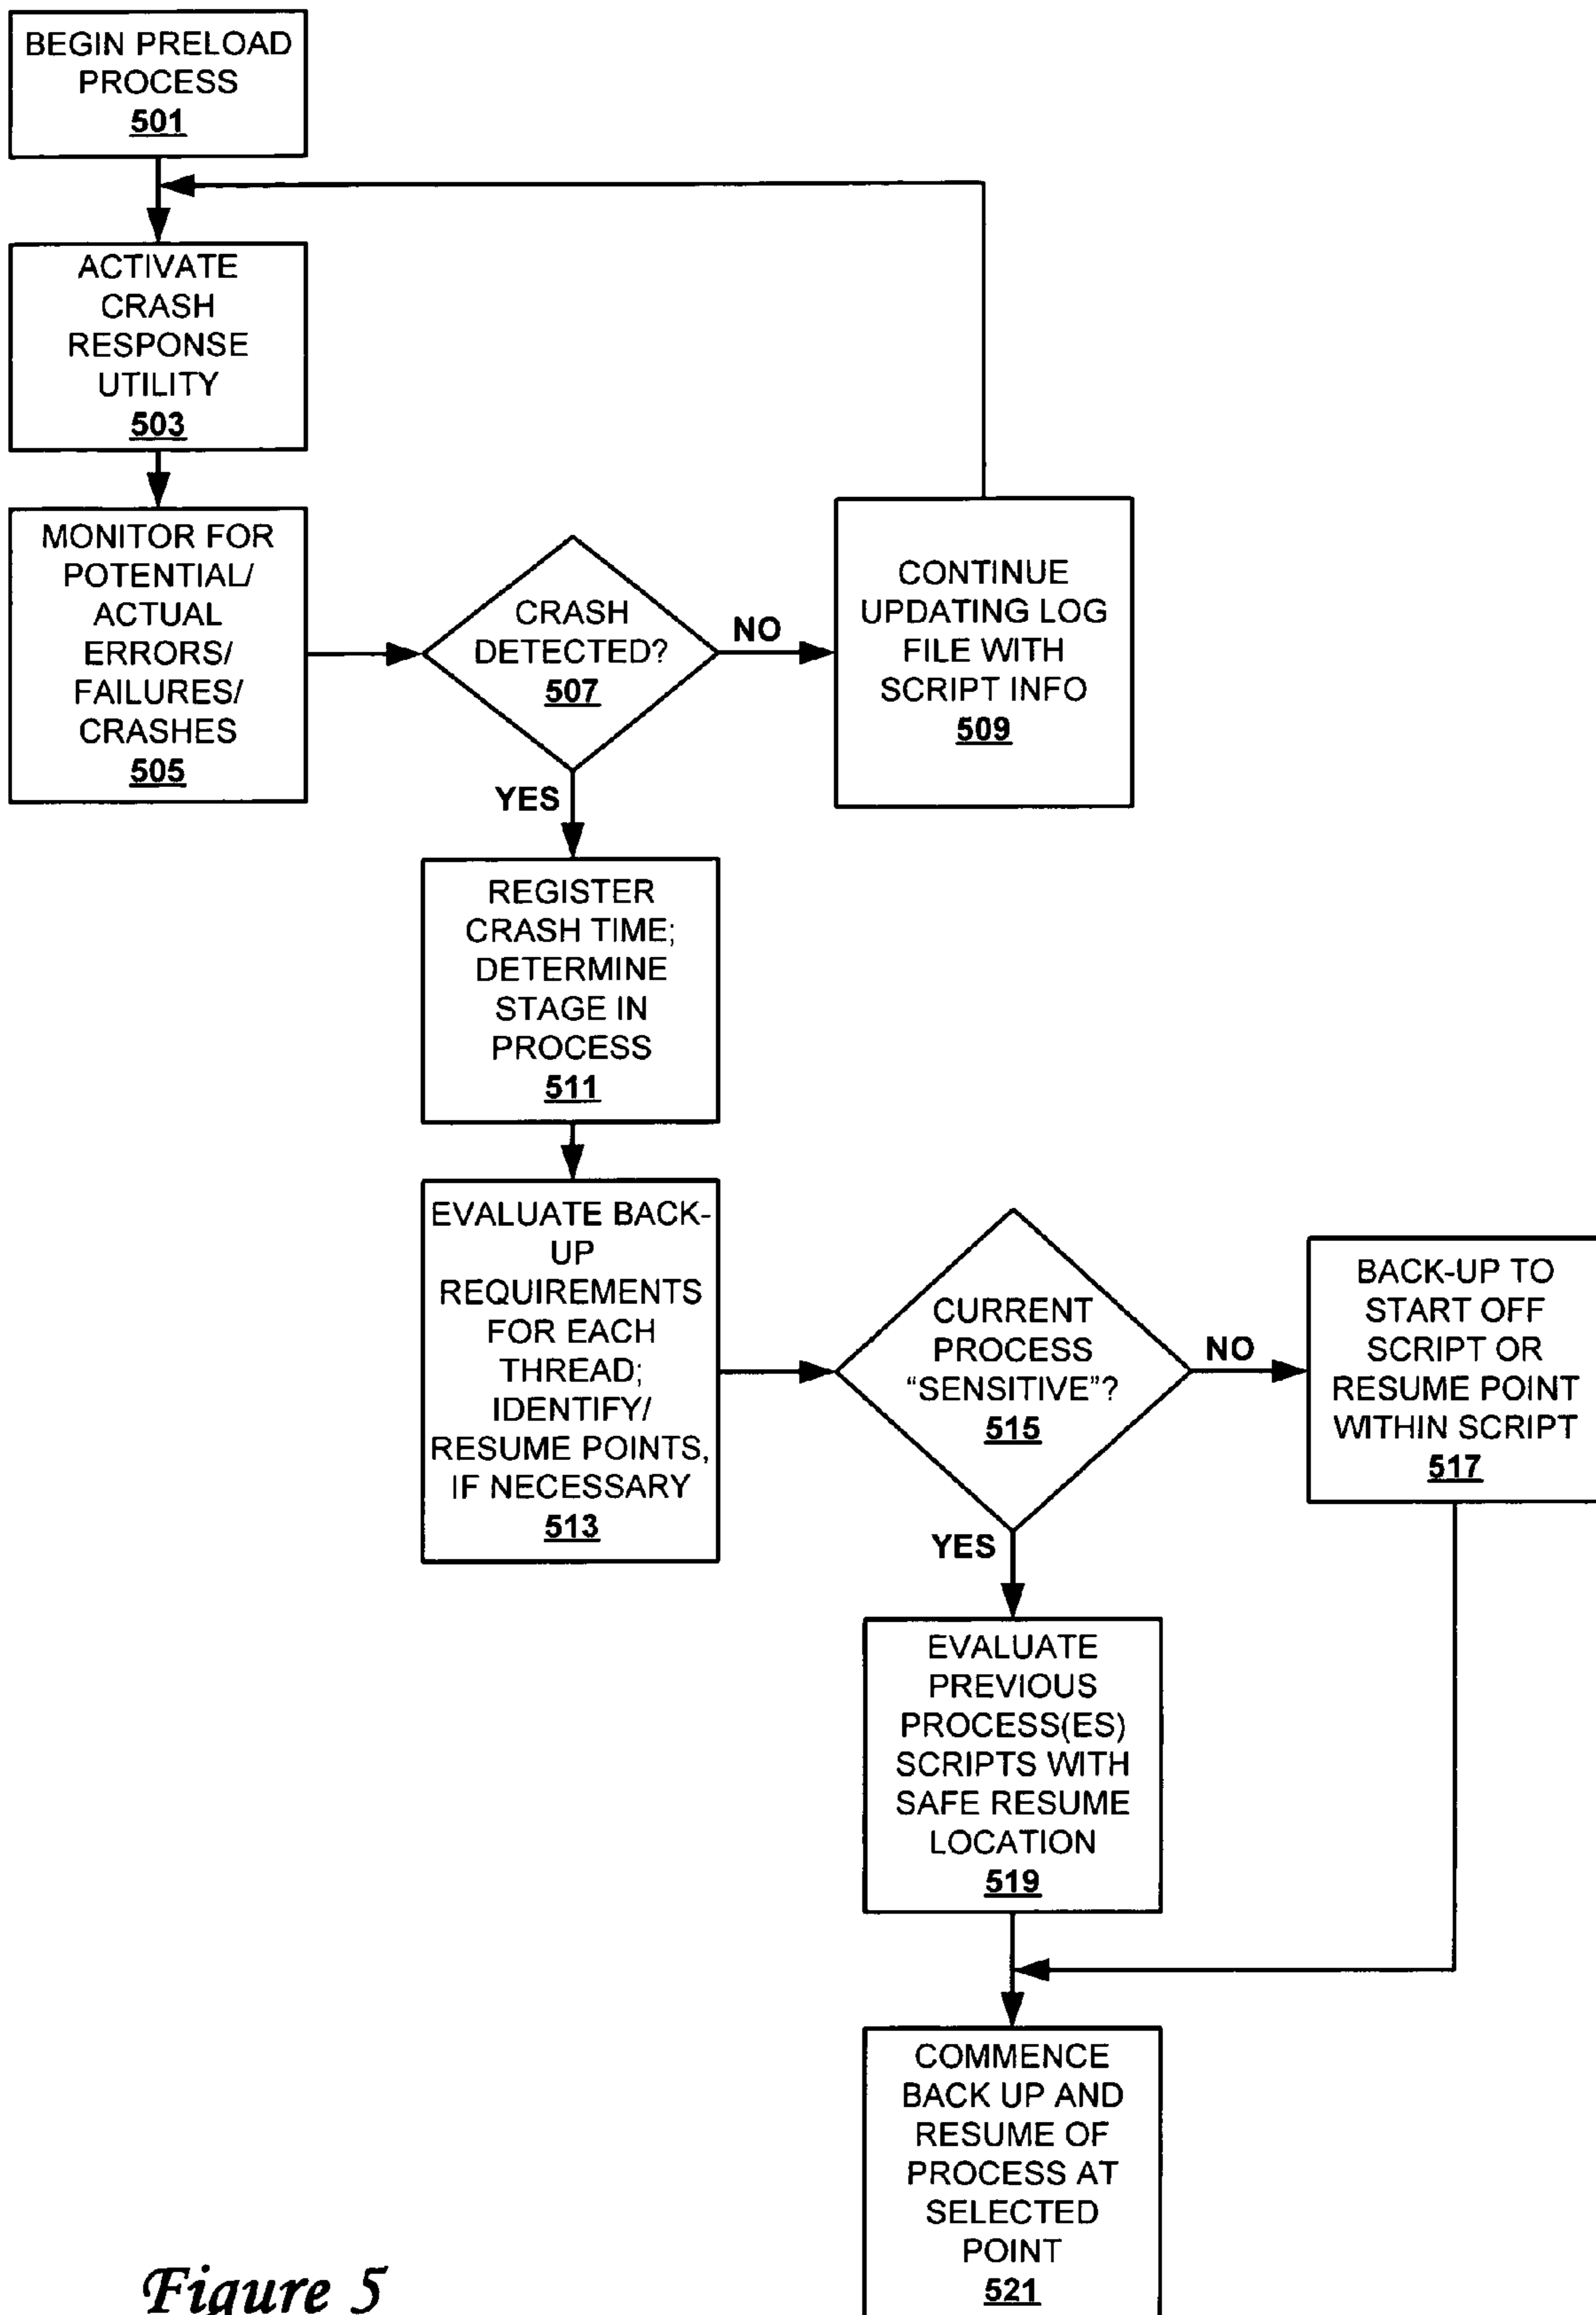 BEGIN PRELOAD
PROCESS
501
ACTIVATE
CRASH
RESPONSE
UTILITY
503
MONITOR FOR
POTENTIAL/
ACTUAL
ERRORS/
FAILURES/
CRASHES
505
CRASH
DETECTED?
507
NO
CONTINUE
UPDATING LOG
FILE WITH
SCRIPT INFO
509
YES
REGISTER
CRASH TIME;
DETERMINE
STAGE IN
PROCESS
511
EVALUATE BACK-
UP
REQUIREMENTS
FOR EACH
THREAD;
IDENTIFY/
RESUME POINTS,
IF NECESSARY
513
CURRENT
PROCESS
“SENSITIVE”?
515
NO
BACK-UP TO
START OFF
SCRIPT OR
RESUME POINT
WITHIN SCRIPT
517
YES
EVALUATE
PREVIOUS
PROCESS(ES)
SCRIPTS WITH
SAFE RESUME
LOCATION
519
COMMENCE
BACK UP AND
RESUME OF
PROCESS AT
SELECTED
POINT
521
Figure 5